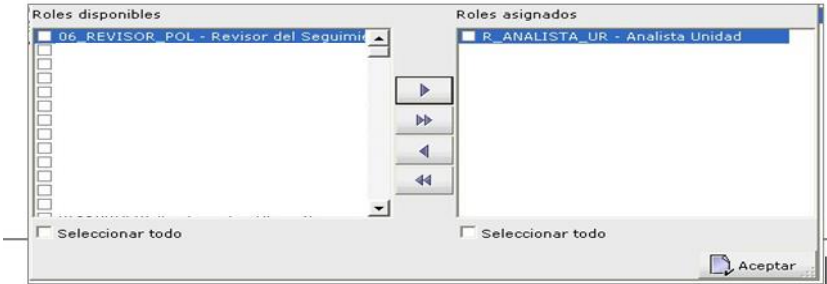 Roles disponibles
Roles asignados
06_REVISOR_POL - Revisor del Seguimie
R_ANALISTA_UR - Analista Unidad
Seleccionar todo
Seleccionar todo
Aceptar